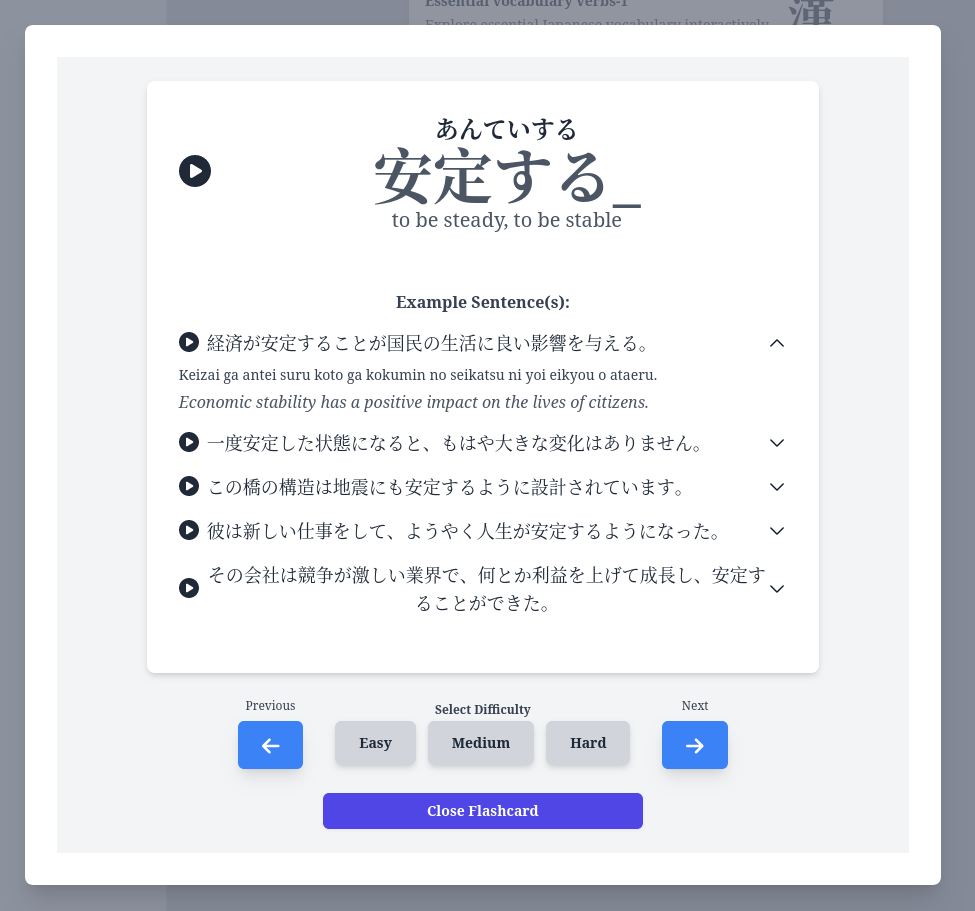 Essential Vocabulary Verbs-1
Explore essential Japanese vocabulary interactively
漢
あんていする
安定する_
to be steady, to be stable
Example Sentence(s):
経済が安定することが国民の生活に良い影響を与える。
Keizai ga antei suru koto ga kokumin no seikatsu ni yoi eikyou o ataeru.
Economic stability has a positive impact on the lives of citizens.
一度安定した状態になると、もはや大きな変化はありません。
この橋の構造は地震にも安定するように設計されています。
彼は新しい仕事をして、ようやく人生が安定するようになった。
その会社は競争が激しい業界で、何とか利益を上げて成長し、安定す
ることができた。
Previous
Select Difficulty
Next
Easy
Medium
Hard
Close Flashcard